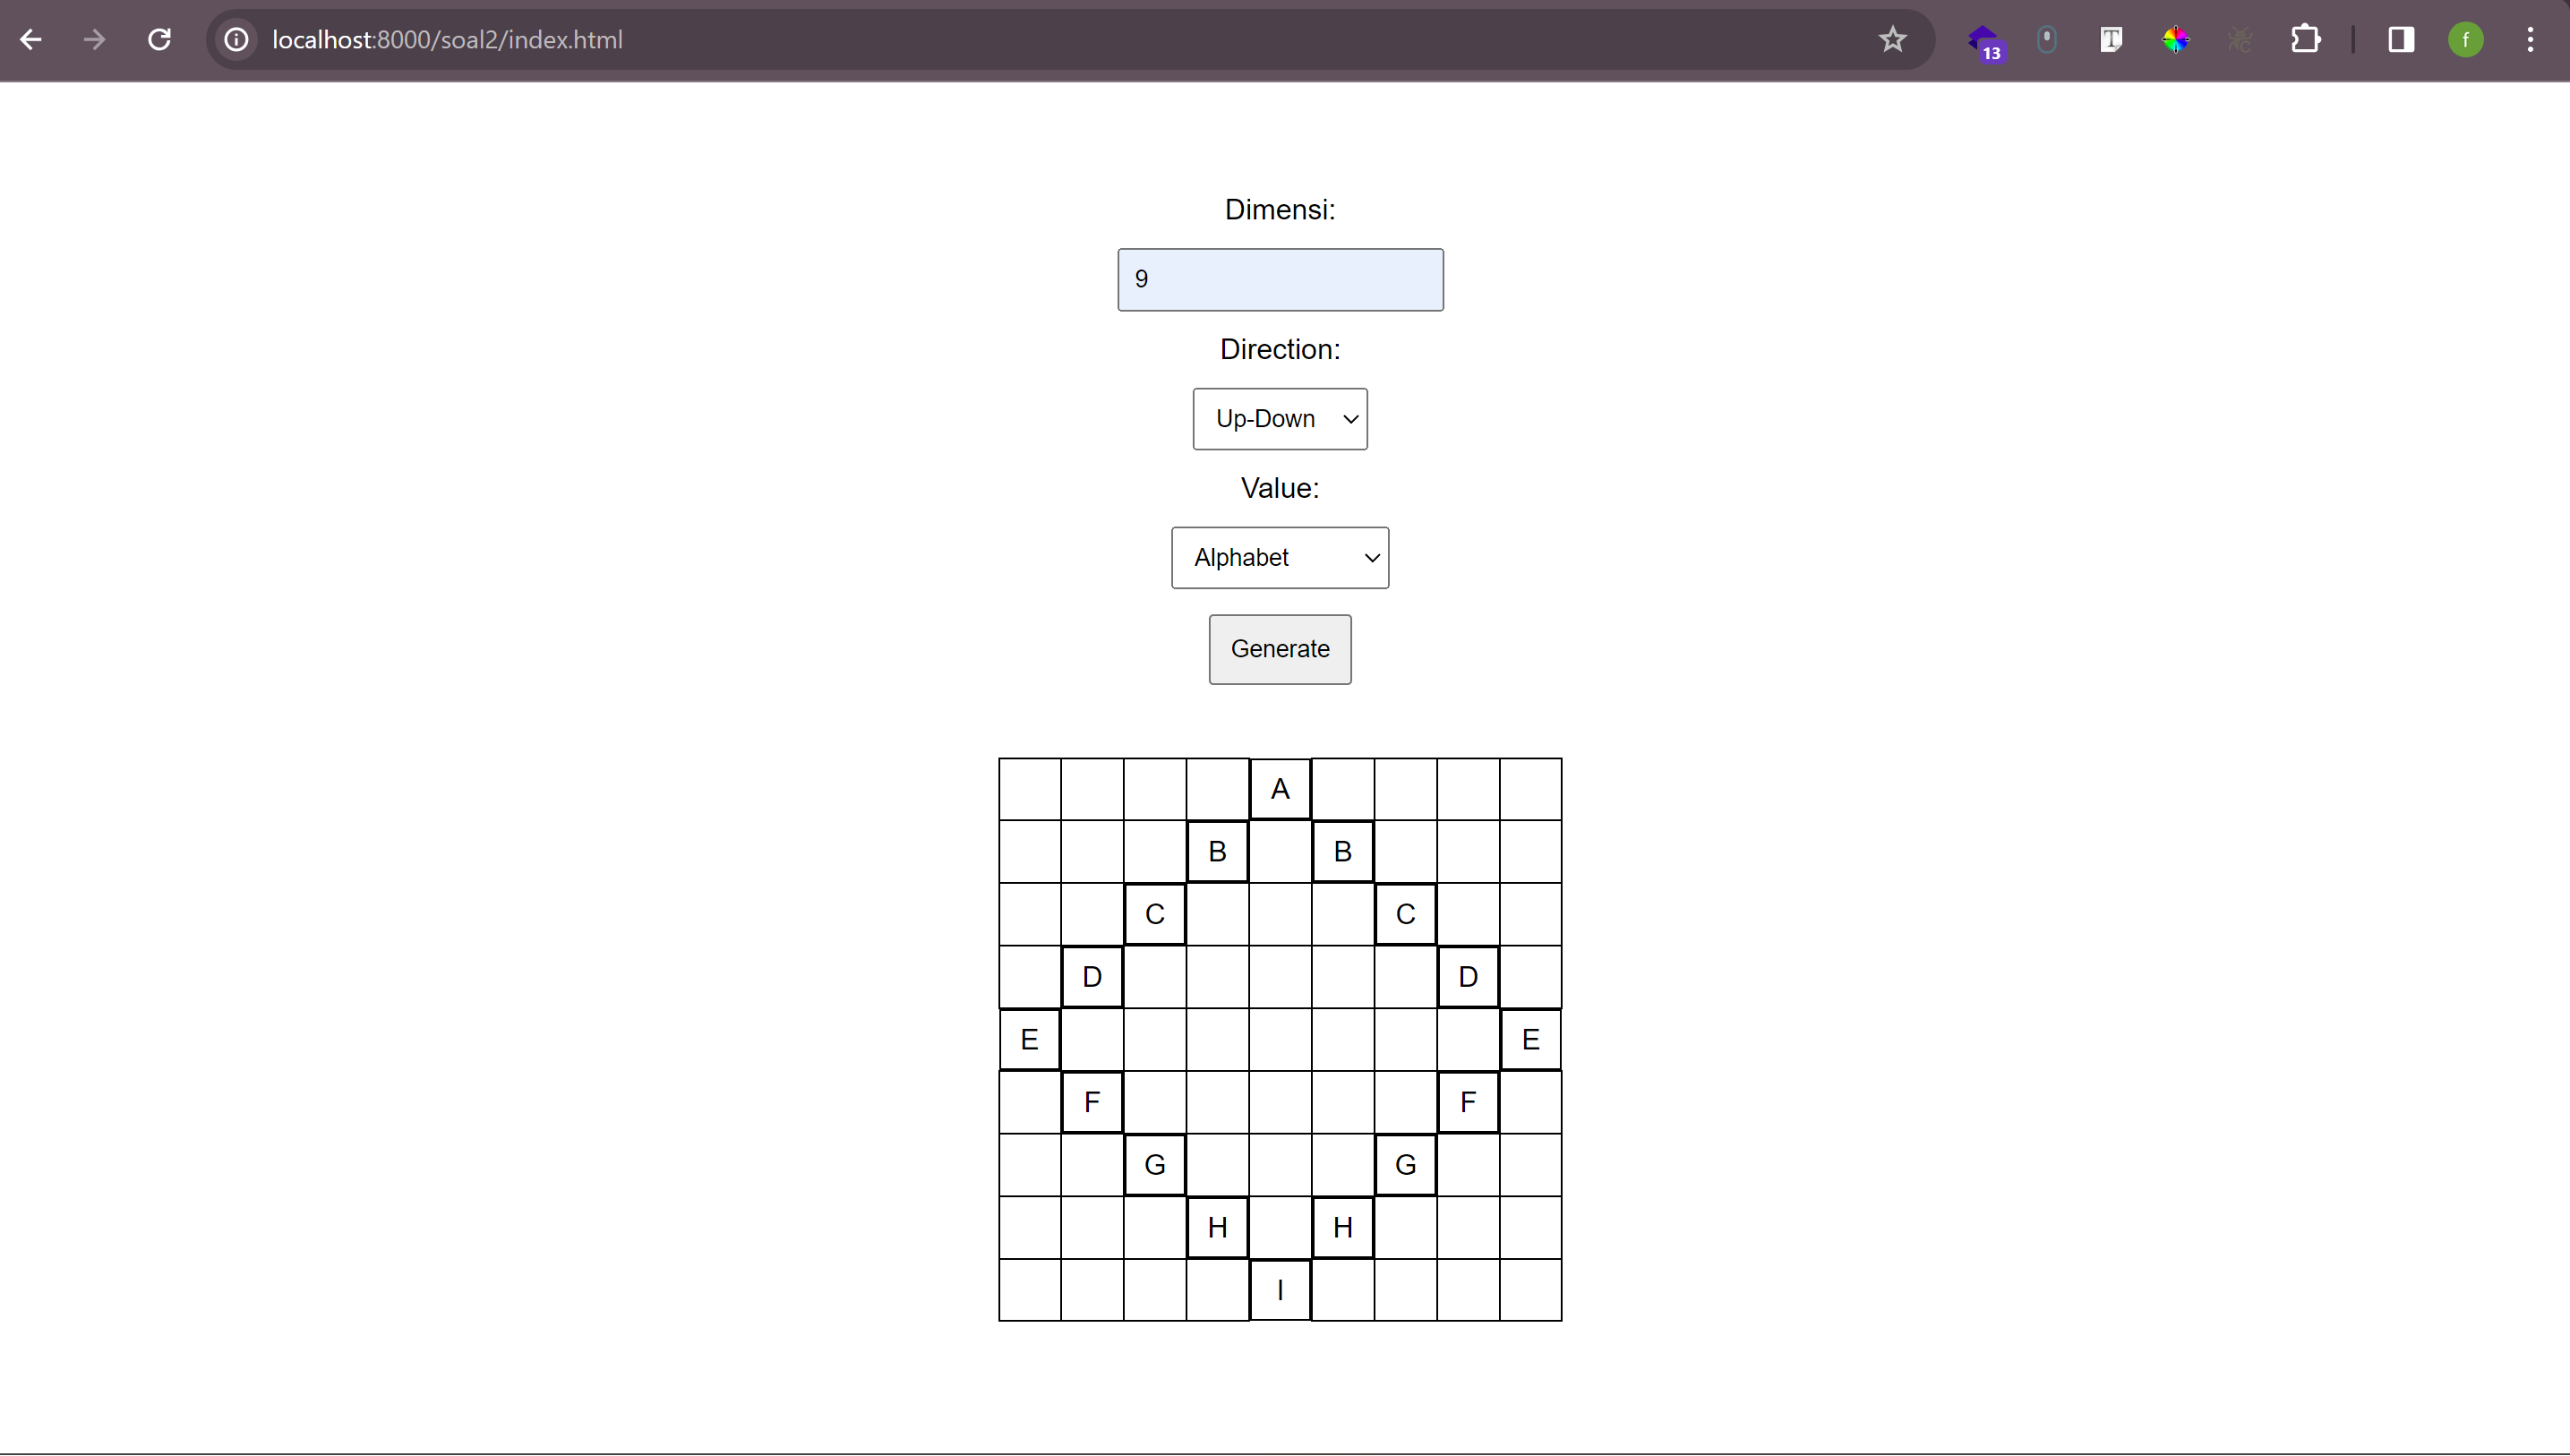 localhost:8000/soal2/index.html
13
f
Dimensi:
9
Direction:
Up-Down
Value:
Alphabet
Generate
A
B B
C C
D D
E E
F F
G G
H H
I